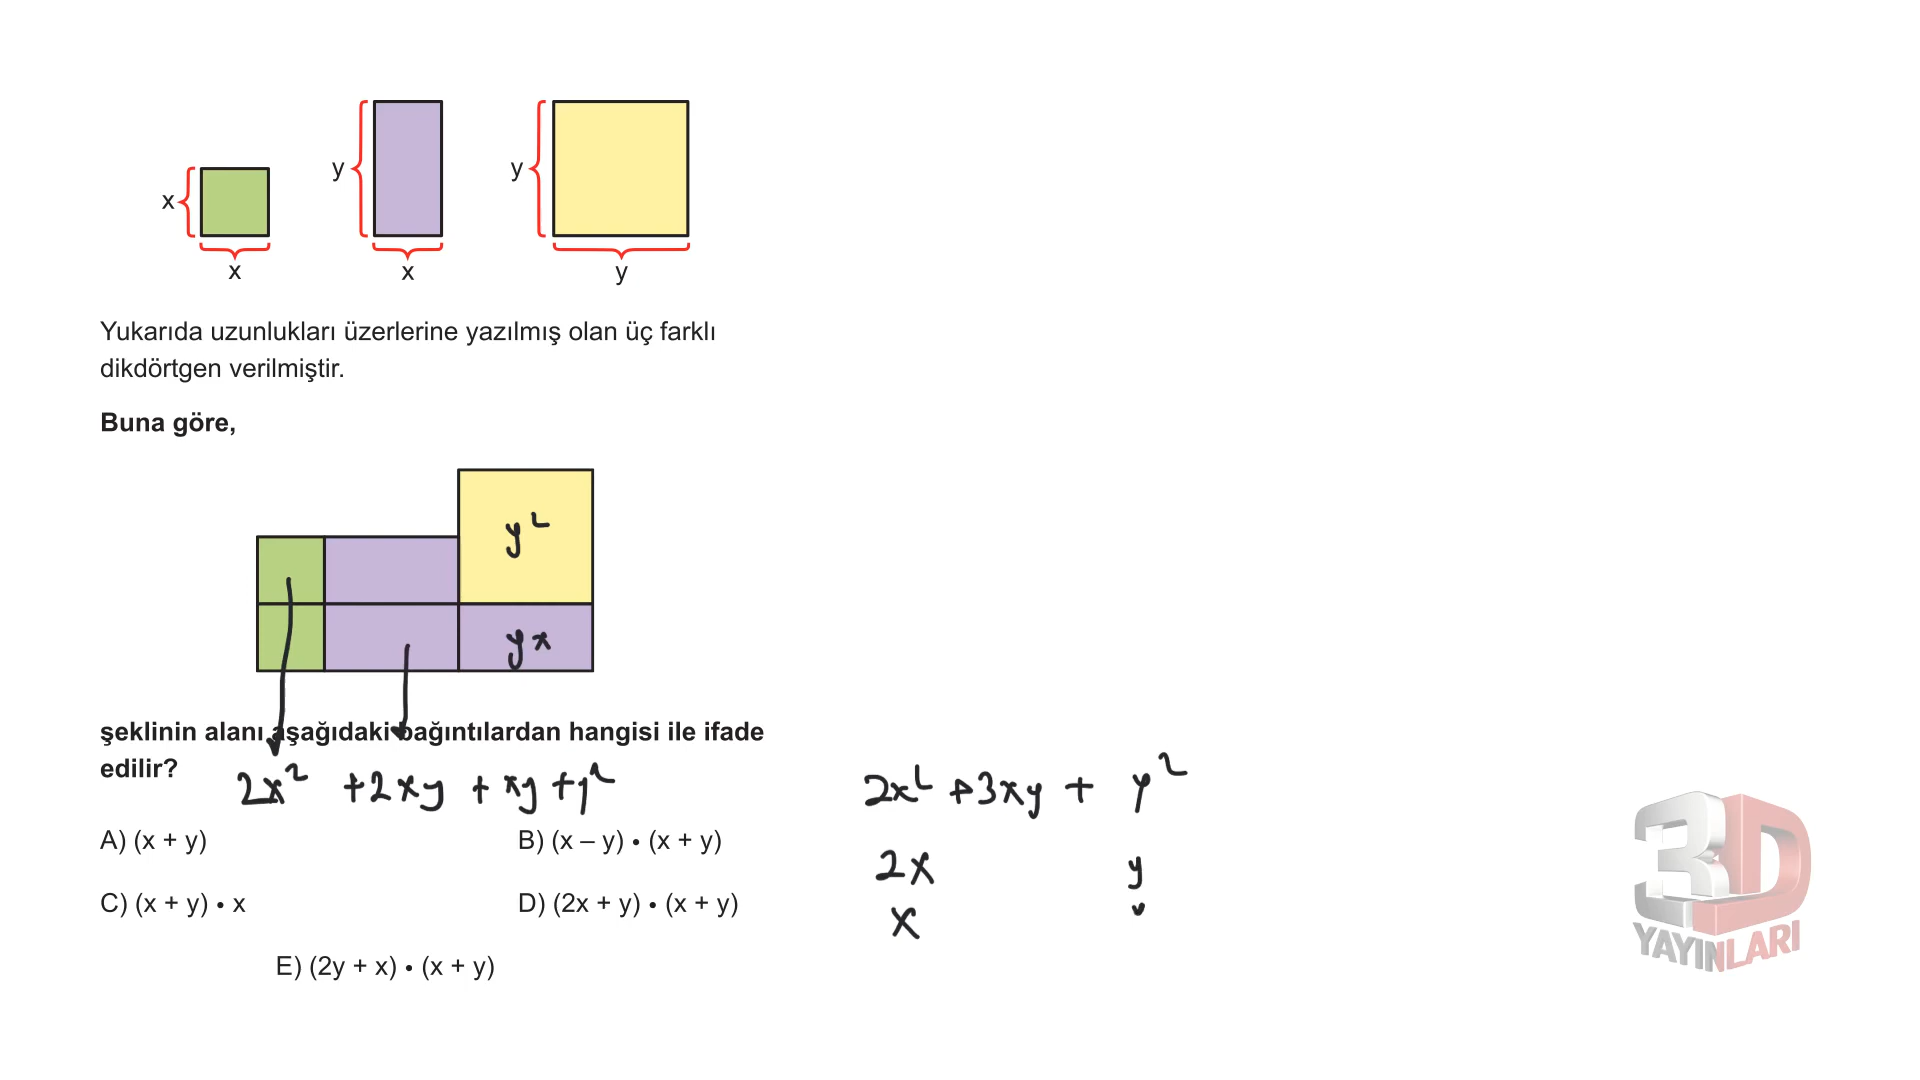 y
y
x
x
x
y
Yukarıda uzunlukları üzerlerine yazılmış olan üç farklı
dikdörtgen verilmiştir.
Buna göre,
y²
yx
şeklinin alanı aşağıdaki bağıntılardan hangisi ile ifade
edilir?
2x² +2xy + xy + y²
2x² + 3xy + y²
A) (x + y)
B) (x – y) • (x + y)
2x y
x
C) (x + y) • x
D) (2x + y) • (x + y)
E) (2y + x) • (x + y)
3D
YAYINLARI